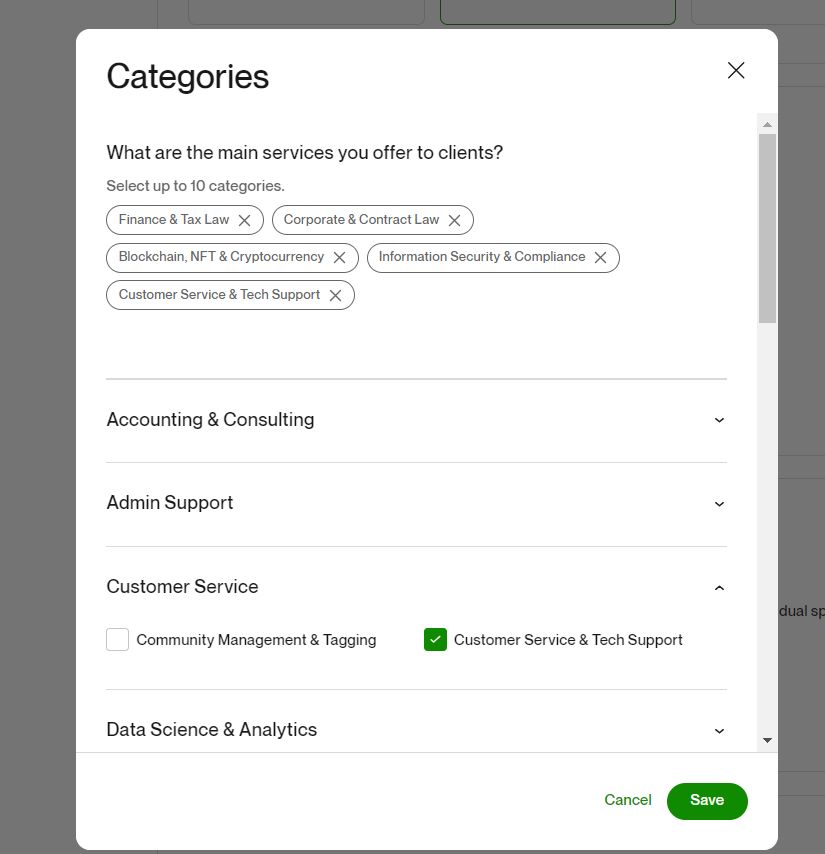 Categories
What are the main services you offer to clients?
Select up to 10 categories.
Finance & Tax Law Corporate & Contract Law
Blockchain, NFT & Cryptocurrency Information Security & Compliance
Customer Service & Tech Support
Accounting & Consulting
Admin Support
Customer Service
dual sp
Community Management & Tagging Customer Service & Tech Support
Data Science & Analytics
Cancel Save